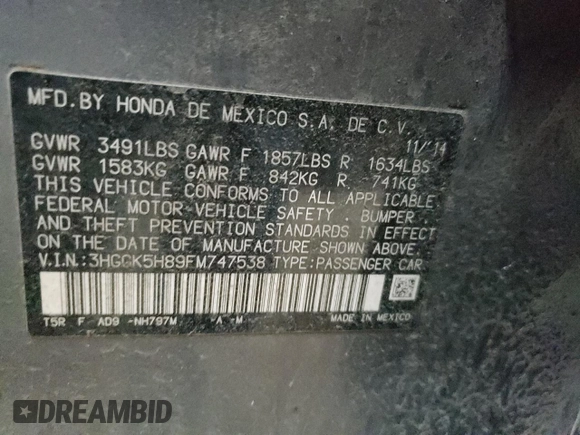 MFD.BY HONDA DE MEXICO S.A. DE C.V.
11/'14
GVWR 3491LBS GAWR F 1857LBS R 1634LBS
GVWR 1583KG GAWR F 842KG R 741KG
THIS VEHICLE CONFORMS TO ALL APPLICABLE
FEDERAL MOTOR VEHICLE SAFETY . BUMPER .
AND THEFT PREVENTION STANDARDS IN EFFECT
ON THE DATE OF MANUFACTURE SHOWN ABOVE.
V.I.N.:3HGGK5H89FM747538 TYPE:PASSENGER CAR
T5R F AD9 -NH797M -A -M- MADE IN MEXICO
DREAMBID